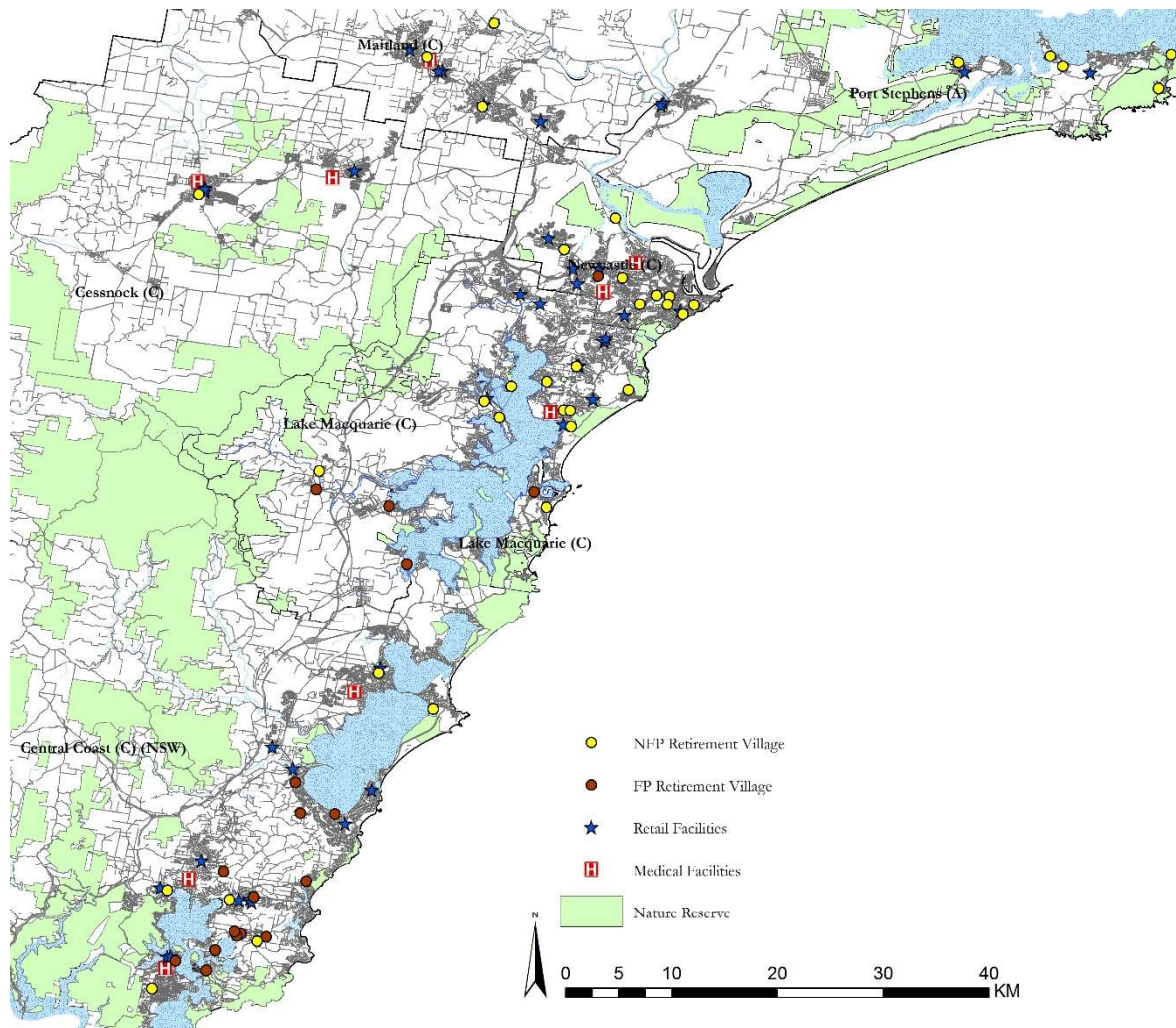 Maitland (C)
Port Stephens (A)
Newcastle (C)
Cessnock (C)
Lake Macquarie (C)
Lake Macquarie (C)
Central Coast (C) (NSW)
NFP Retirement Village
FP Retirement Village
Retail Facilities
H Medical Facilities
Nature Reserve
N
0 5 10 20 30 40
KM
H
H
H
H
H
H
H
H
H